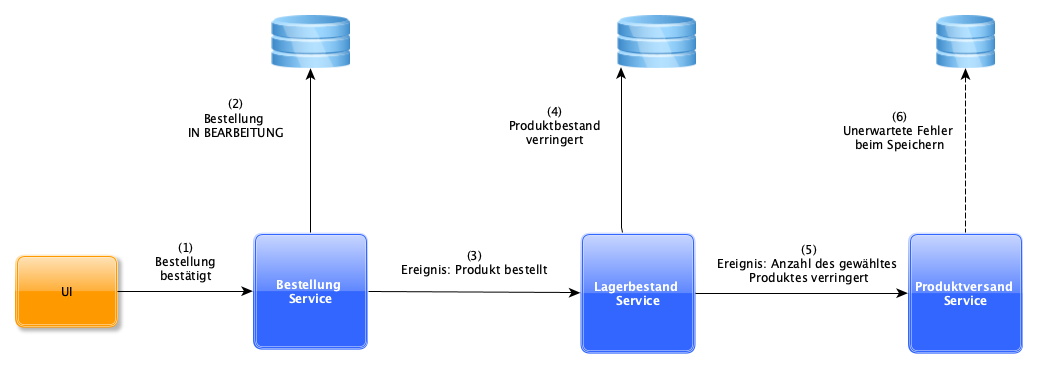 (2)
Bestellung
IN BEARBEITUNG
(4)
Produktbestand
verringert
(6)
Unerwartete Fehler
beim Speichern
(1)
Bestellung
bestätigt
(3)
Ereignis: Produkt bestellt
(5)
Ereignis: Anzahl des gewähltes
Produktes verringert
UI
Bestellung
Service
Lagerbestand
Service
Produktversand
Service